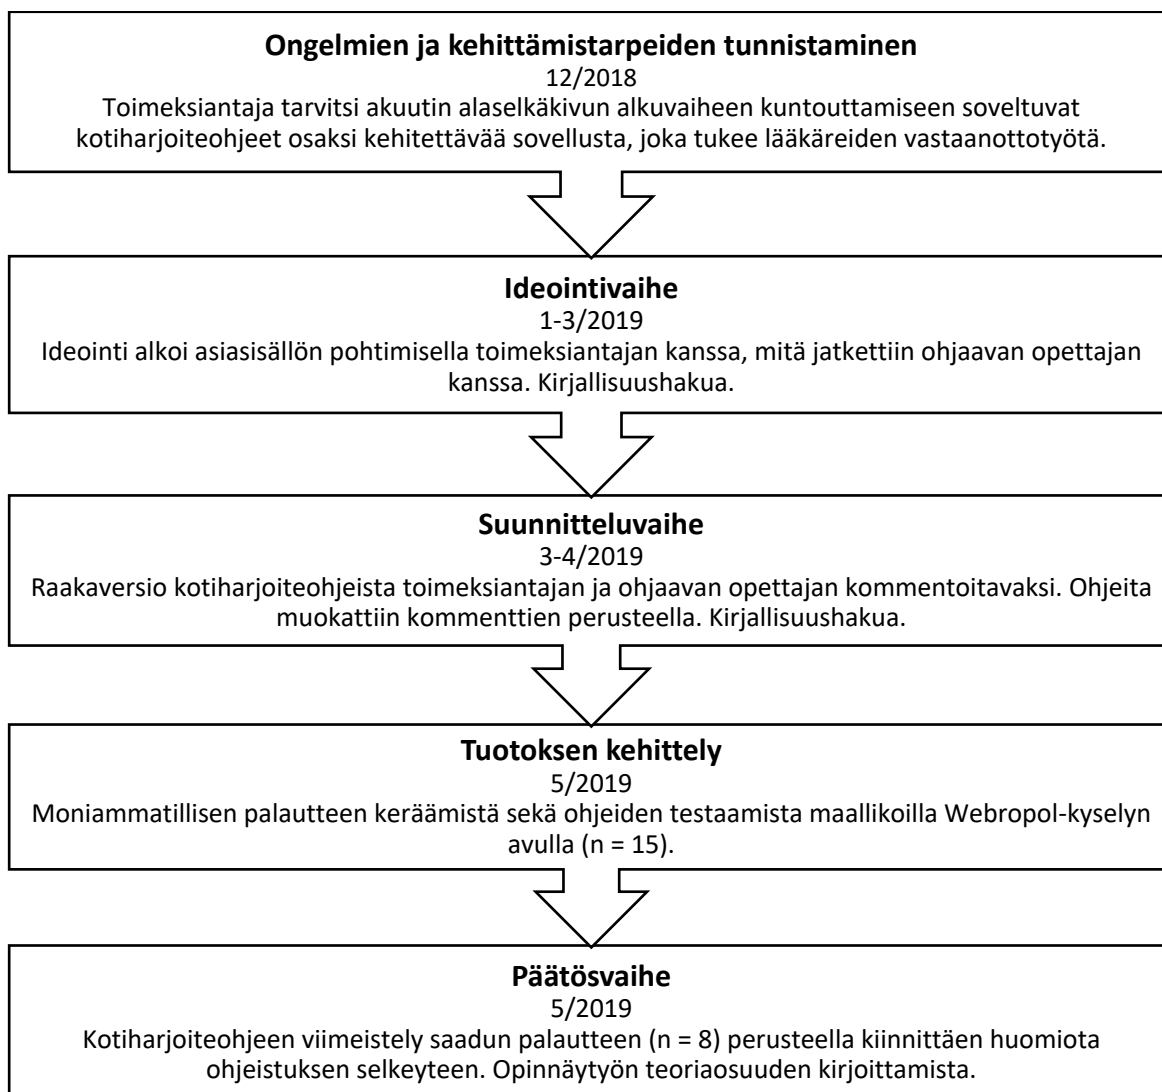 Ongelmien ja kehittämistarpeiden tunnistaminen
12/2018
Toimeksiantaja tarvitsi akuutin alaselkäkivun alkuvaiheen kuntouttamiseen soveltuvat
kotiharjoiteohjeet osaksi kehitettävää sovellusta, joka tukee lääkäreiden vastaanottotyötä.
Ideointivaihe
1-3/2019
Ideointi alkoi asiasisällön pohtimisella toimeksiantajan kanssa, mitä jatkettiin ohjaavan opettajan
kanssa. Kirjallisuushakua.
Suunnitteluvaihe
3-4/2019
Raakaversio kotiharjoiteohjeista toimeksiantajan ja ohjaavan opettajan kommentoitavaksi. Ohjeita
muokattiin kommenttien perusteella. Kirjallisuushakua.
Tuotoksen kehittely
5/2019
Moniammatillisen palautteen keräämistä sekä ohjeiden testaamista maallikoilla Webropol-kyselyn
avulla (n = 15).
Päätösvaihe
5/2019
Kotiharjoiteohjeen viimeistely saadun palautteen (n = 8) perusteella kiinnittäen huomiota
ohjeistuksen selkeyteen. Opinnäytyön teoriaosuuden kirjoittamista.